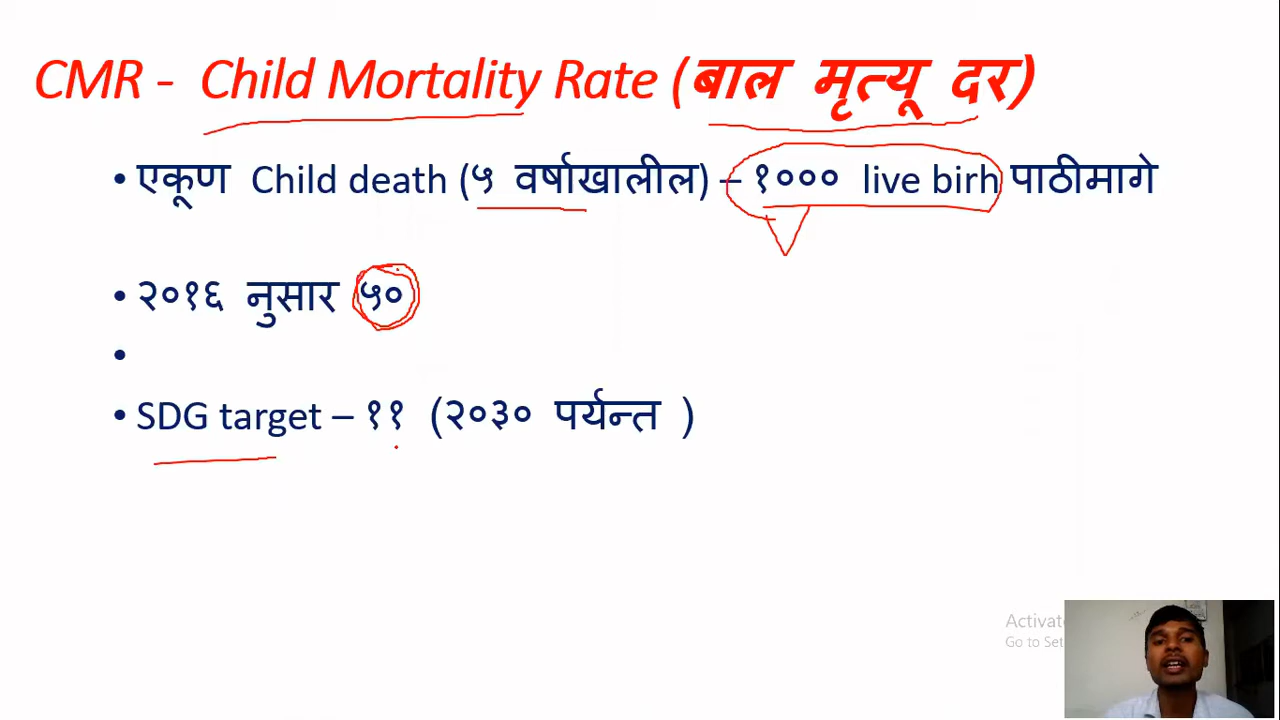 CMR - Child Mortality Rate (बाल मृत्यू दर)
• एकूण Child death (५ वर्षाखालील) – १००० live birh पाठीमागे
• २०१६ नुसार ५०
•
• SDG target – ११ (२०३० पर्यन्त )
Activate
Go to Set